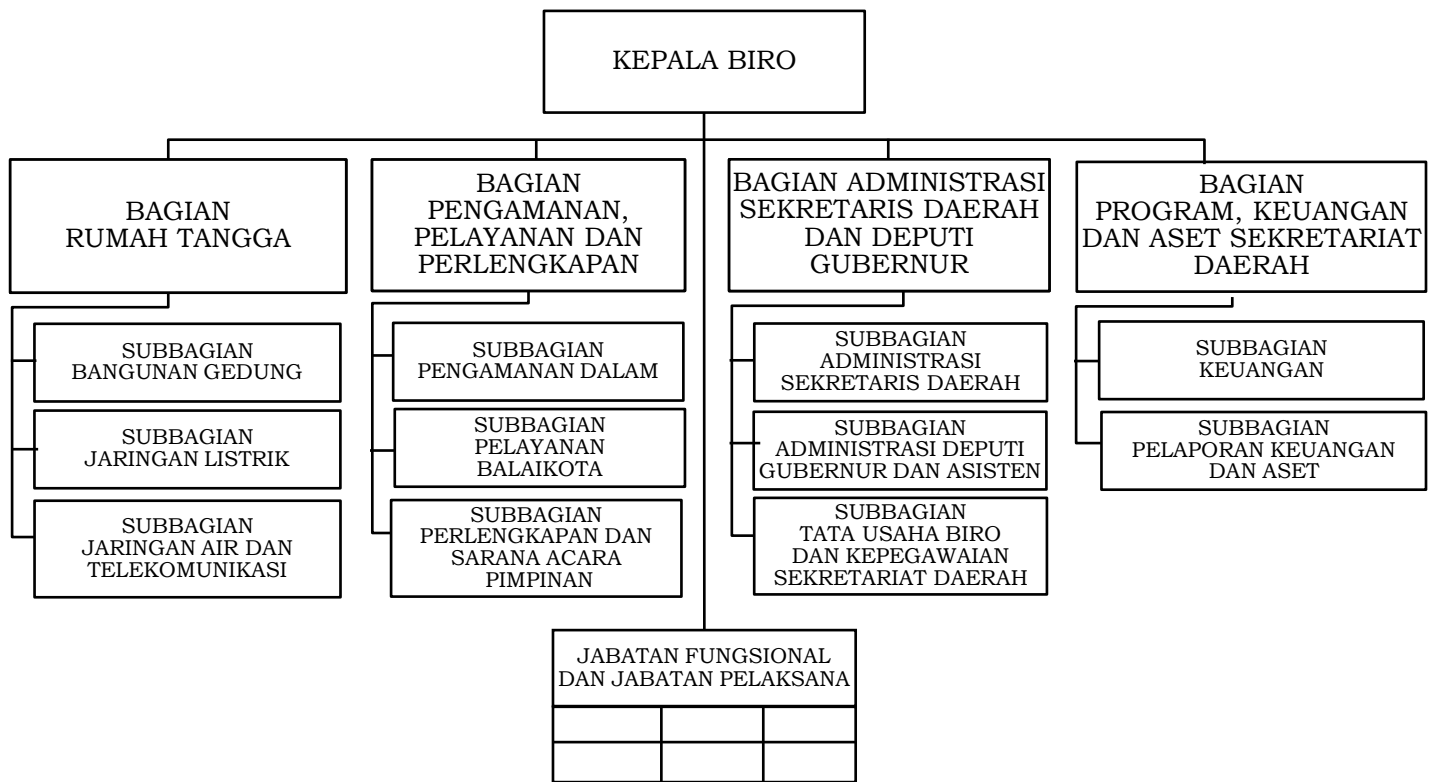 KEPALA BIRO
BAGIAN
RUMAH TANGGA
BAGIAN
PENGAMANAN,
PELAYANAN DAN
PERLENGKAPAN
BAGIAN ADMINISTRASI
SEKRETARIS DAERAH
DAN DEPUTI
GUBERNUR
BAGIAN
PROGRAM, KEUANGAN
DAN ASET SEKRETARIAT
DAERAH
SUBBAGIAN
BANGUNAN GEDUNG
SUBBAGIAN
JARINGAN LISTRIK
SUBBAGIAN
JARINGAN AIR DAN
TELEKOMUNIKASI
SUBBAGIAN
PENGAMANAN DALAM
SUBBAGIAN
PELAYANAN
BALAIKOTA
SUBBAGIAN
PERLENGKAPAN DAN
SARANA ACARA
PIMPINAN
SUBBAGIAN
ADMINISTRASI
SEKRETARIS DAERAH
SUBBAGIAN
ADMINISTRASI DEPUTI
GUBERNUR DAN ASISTEN
SUBBAGIAN
TATA USAHA BIRO
DAN KEPEGAWAIAN
SEKRETARIAT DAERAH
SUBBAGIAN
KEUANGAN
SUBBAGIAN
PELAPORAN KEUANGAN
DAN ASET
JABATAN FUNGSIONAL
DAN JABATAN PELAKSANA